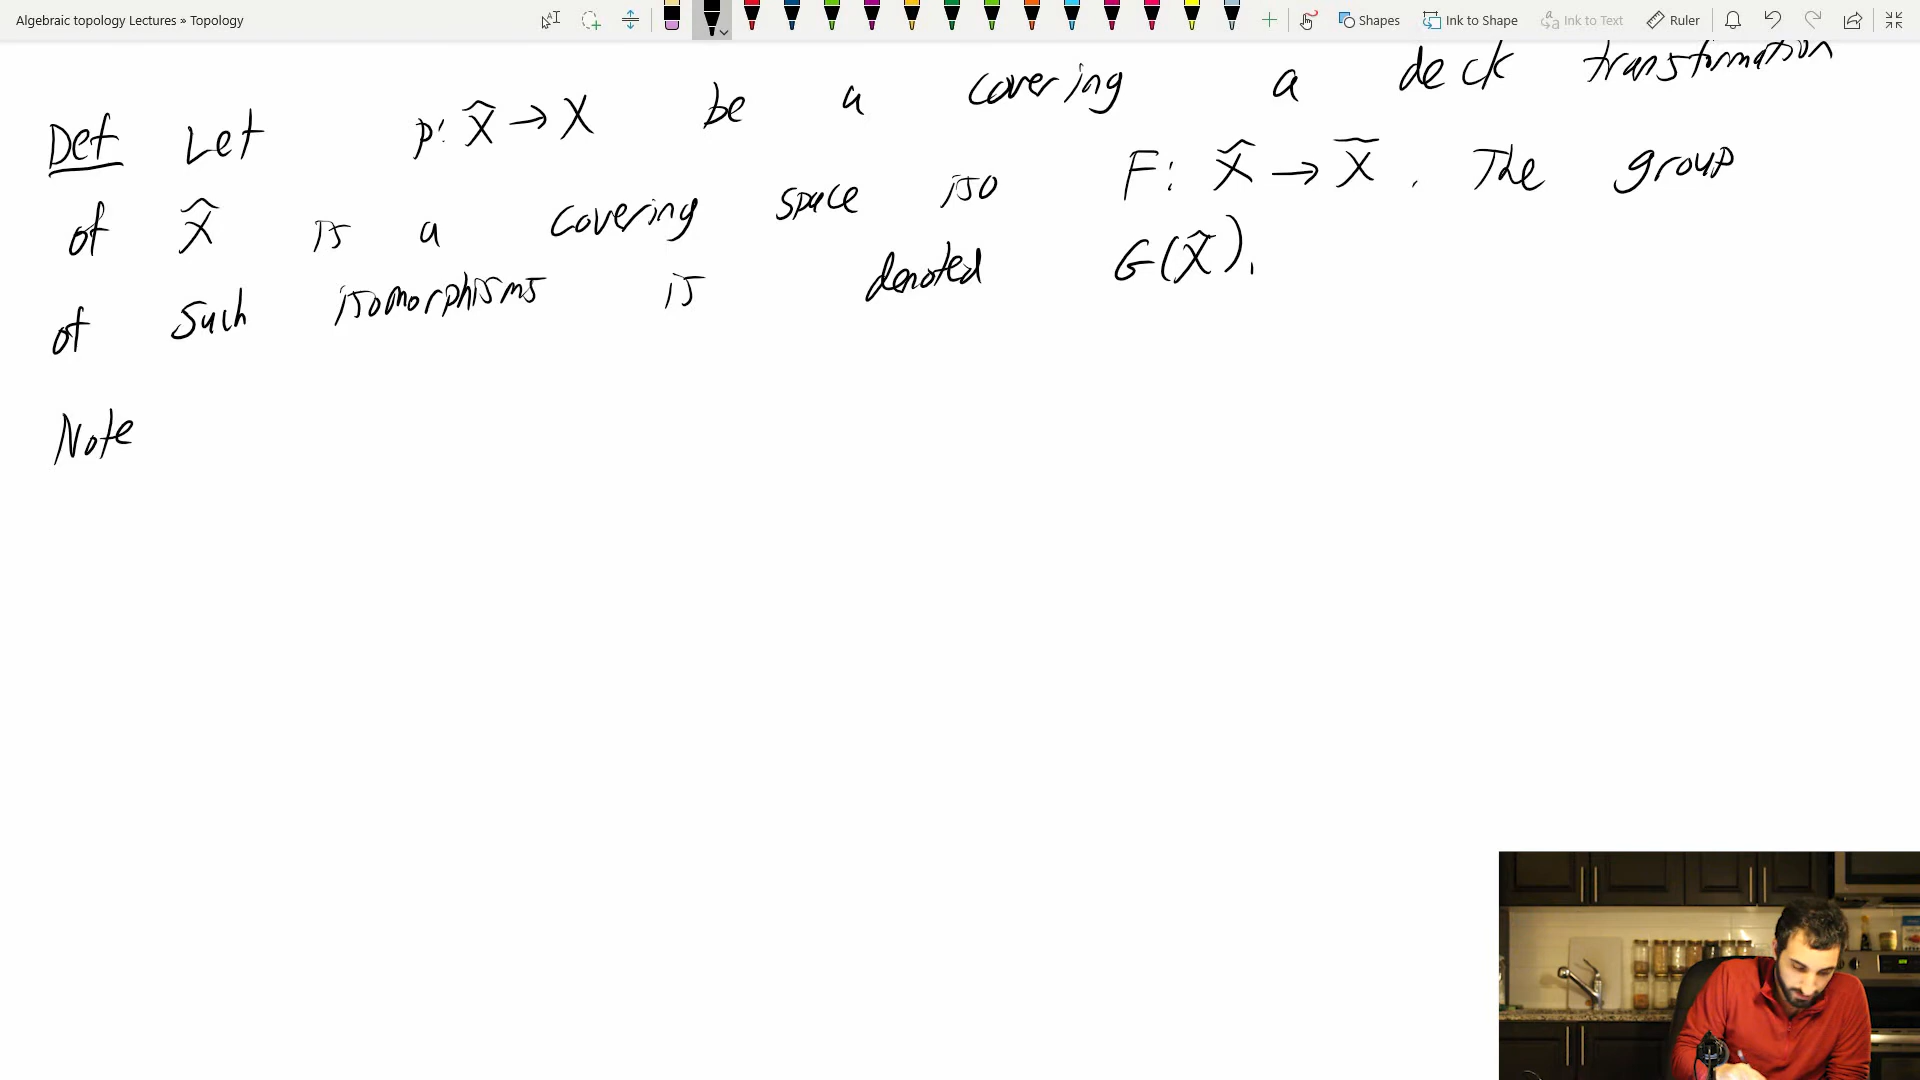 Algebraic topology Lectures » Topology
Shapes Ink to Shape Ink to Text Ruler
Def Let p: X̃ → X be a covering a deck transformation
of X̃ is a covering space iso F: X̃ → X̃. The group
of such isomorphisms is denoted G(X̃).
Note